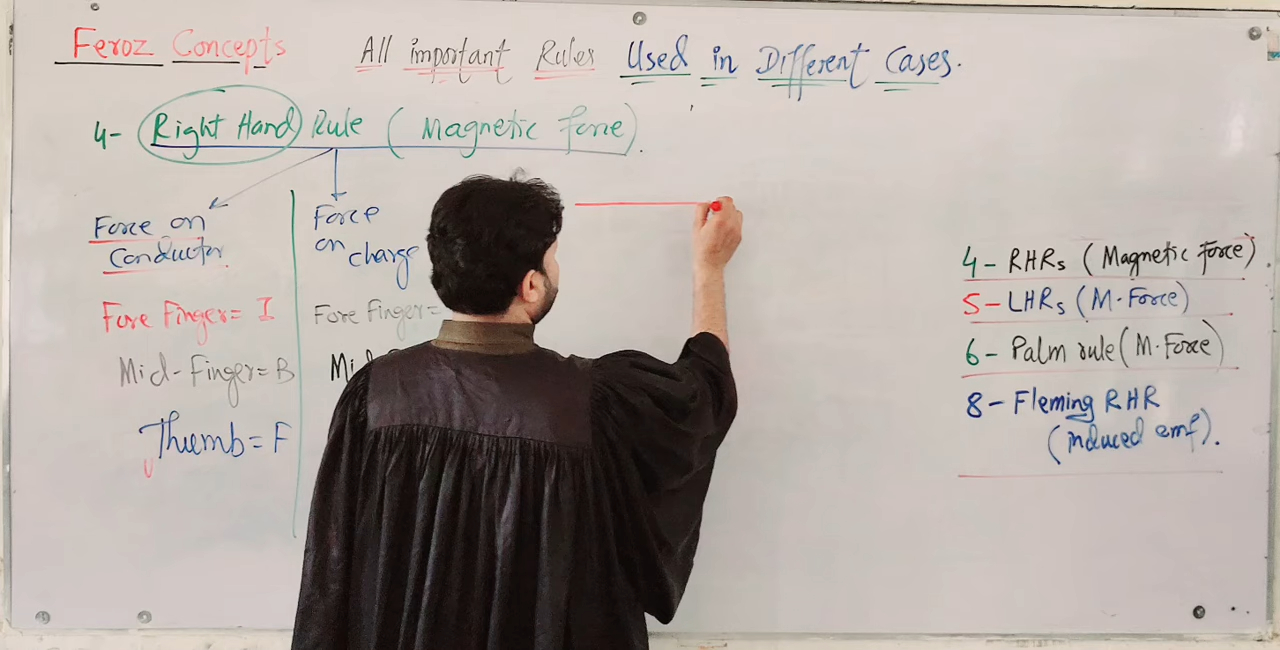 Feroz Concepts
All important Rules Used in Different Cases.
4- Right Hand Rule (Magnetic force).
Force on
Conductor
Fore Finger= I
Mid-Finger= B
Thumb= F
Force
on charge
Fore Finger=
Mid
4- RHRs (Magnetic Force).
5- LHRs (M.Force)
6- Palm rule (M.Force)
8- Fleming RHR
(induced emf).